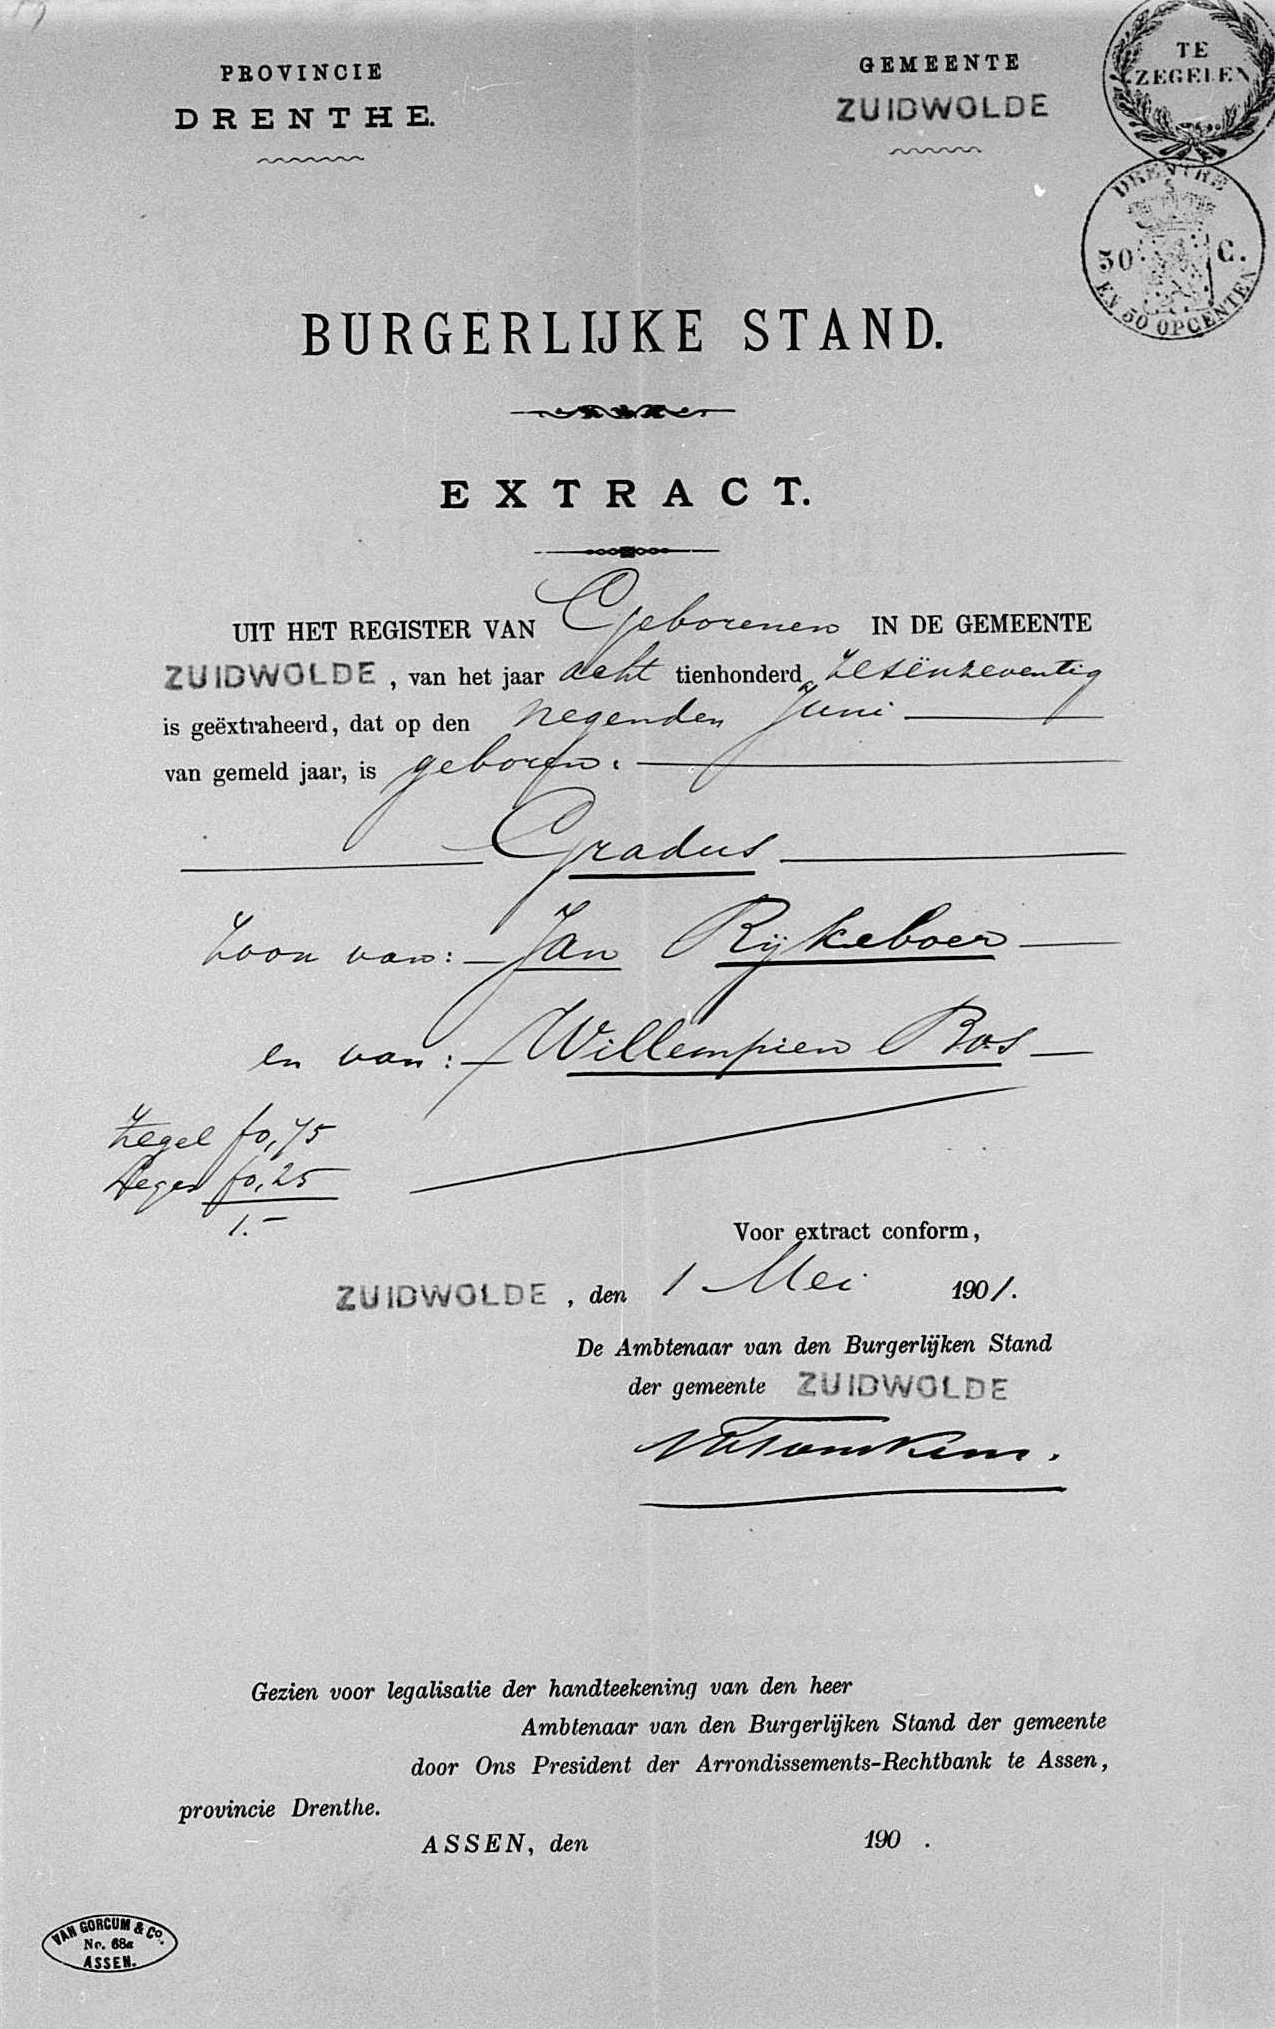 PROVINCIE
DRENTHE.
GEMEENTE
ZUIDWOLDE
TE
ZEGELEN
DRENTHE
50 C.
EN 50 OPCENTEN
BURGERLIJKE STAND.
EXTRACT.
UIT HET REGISTER VAN Geborenen IN DE GEMEENTE
ZUIDWOLDE, van het jaar acht tienhonderd zesënzeventig
is geëxtraheerd, dat op den negenden Juni
van gemeld jaar, is geboren:
Gradus
Zoon van: Jan Rijkeboer
en van: Willempien Bos
Zegel f0,75
Leges f0,25
1.-
Voor extract conform,
ZUIDWOLDE, den 1 Mei 1901.
De Ambtenaar van den Burgerlijken Stand
der gemeente ZUIDWOLDE
Gezien voor legalisatie der handteekening van den heer
Ambtenaar van den Burgerlijken Stand der gemeente
door Ons President der Arrondissements-Rechtbank te Assen,
provincie Drenthe.
ASSEN, den 190 .
VAN GORCUM & Co.
No. 68a
ASSEN.